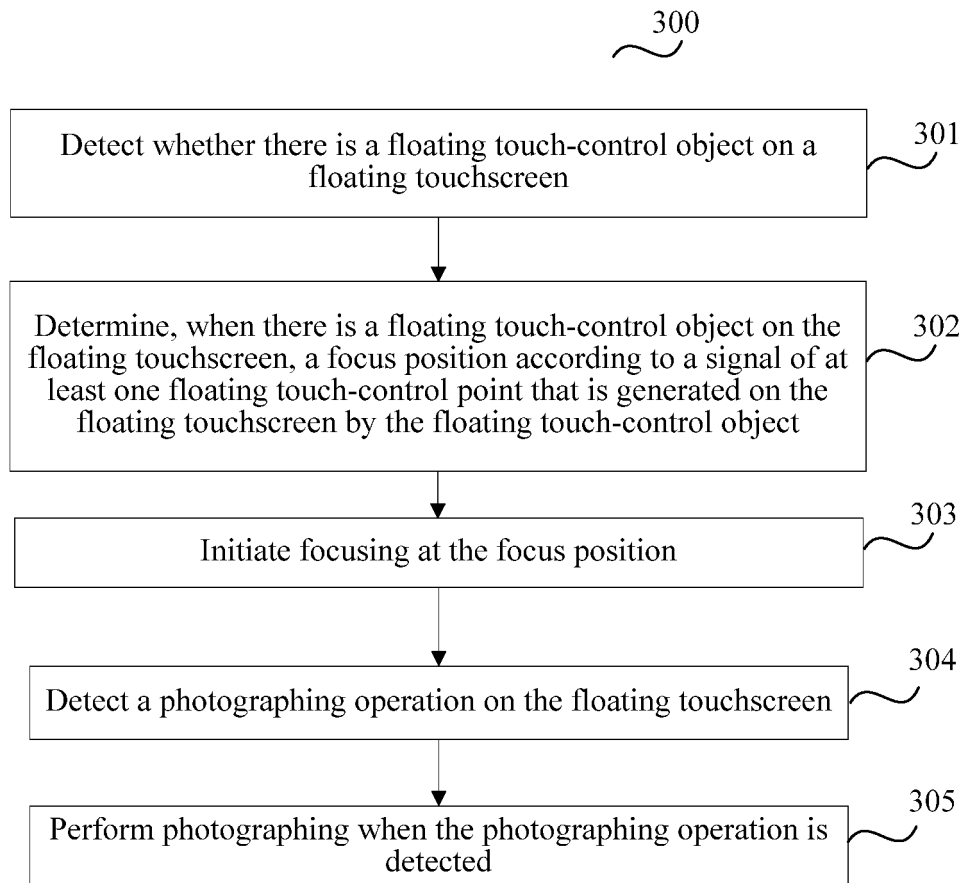 300
Detect whether there is a floating touch-control object on a
floating touchscreen
301
Determine, when there is a floating touch-control object on the
floating touchscreen, a focus position according to a signal of at
least one floating touch-control point that is generated on the
floating touchscreen by the floating touch-control object
302
Initiate focusing at the focus position
303
Detect a photographing operation on the floating touchscreen
304
Perform photographing when the photographing operation is
detected
305